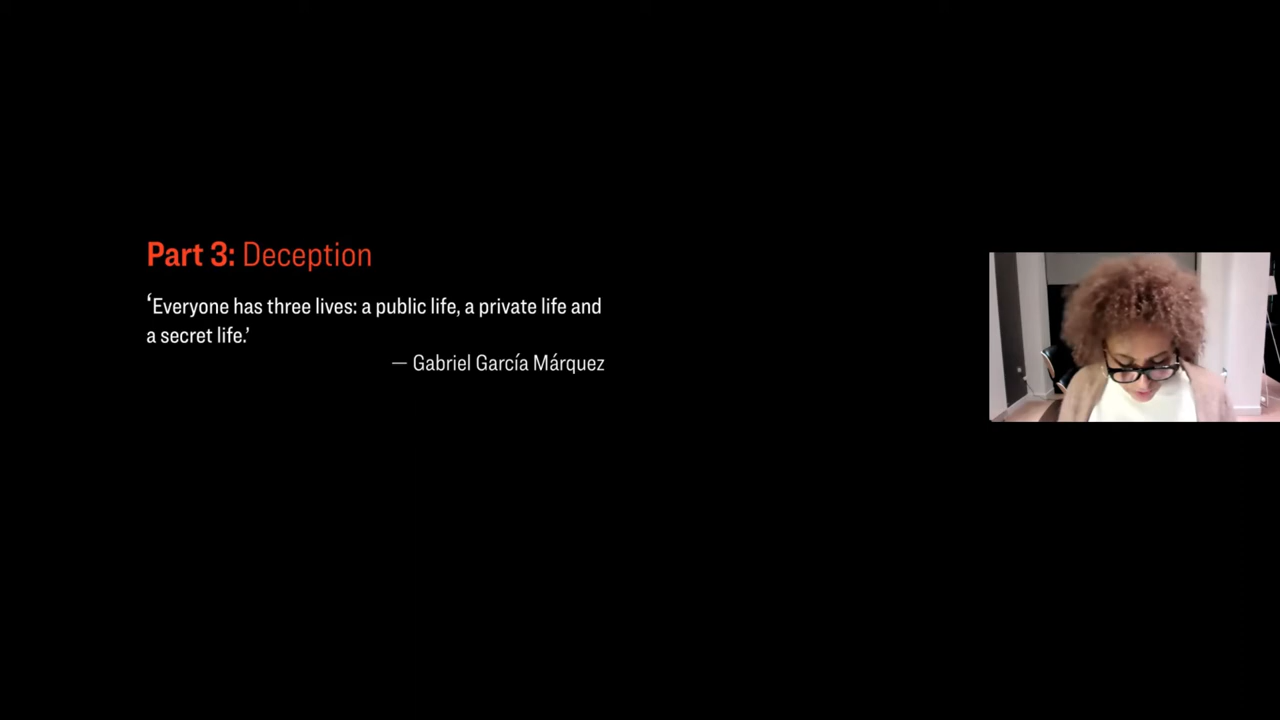 Part 3: Deception
‘Everyone has three lives: a public life, a private life and
a secret life.’
— Gabriel García Márquez